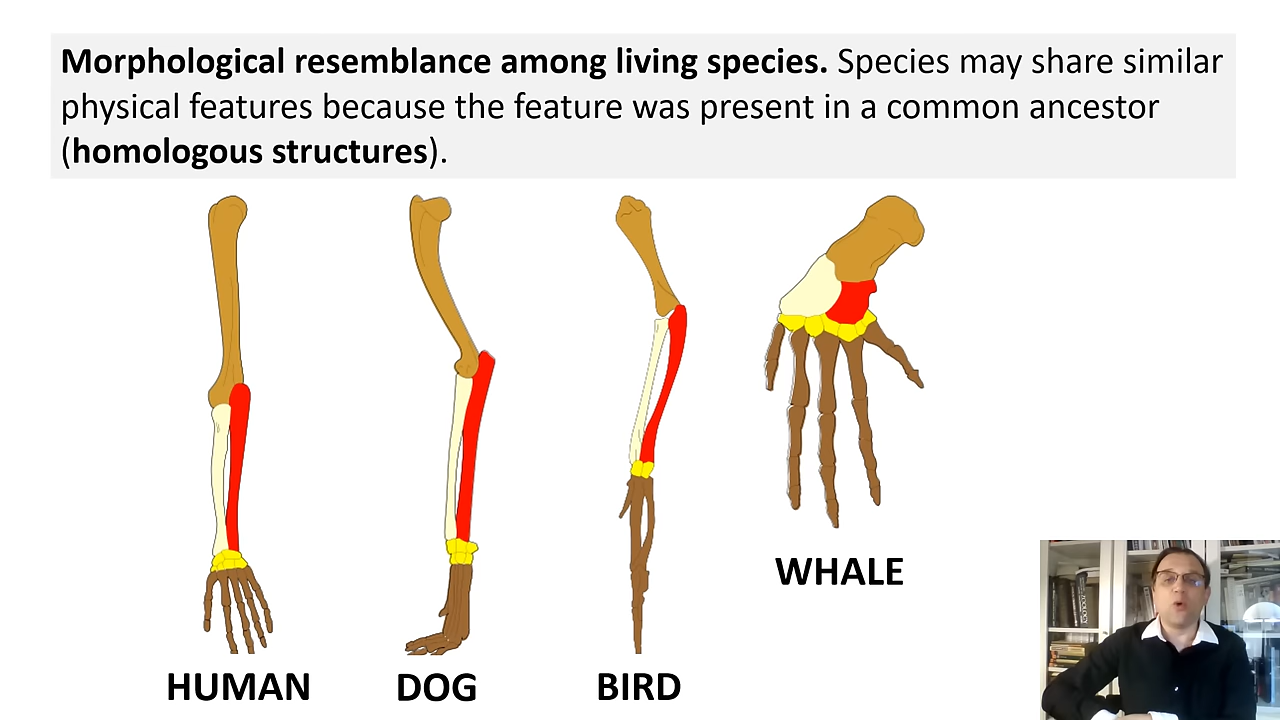 Morphological resemblance among living species. Species may share similar
physical features because the feature was present in a common ancestor
(homologous structures).
WHALE
HUMAN DOG BIRD